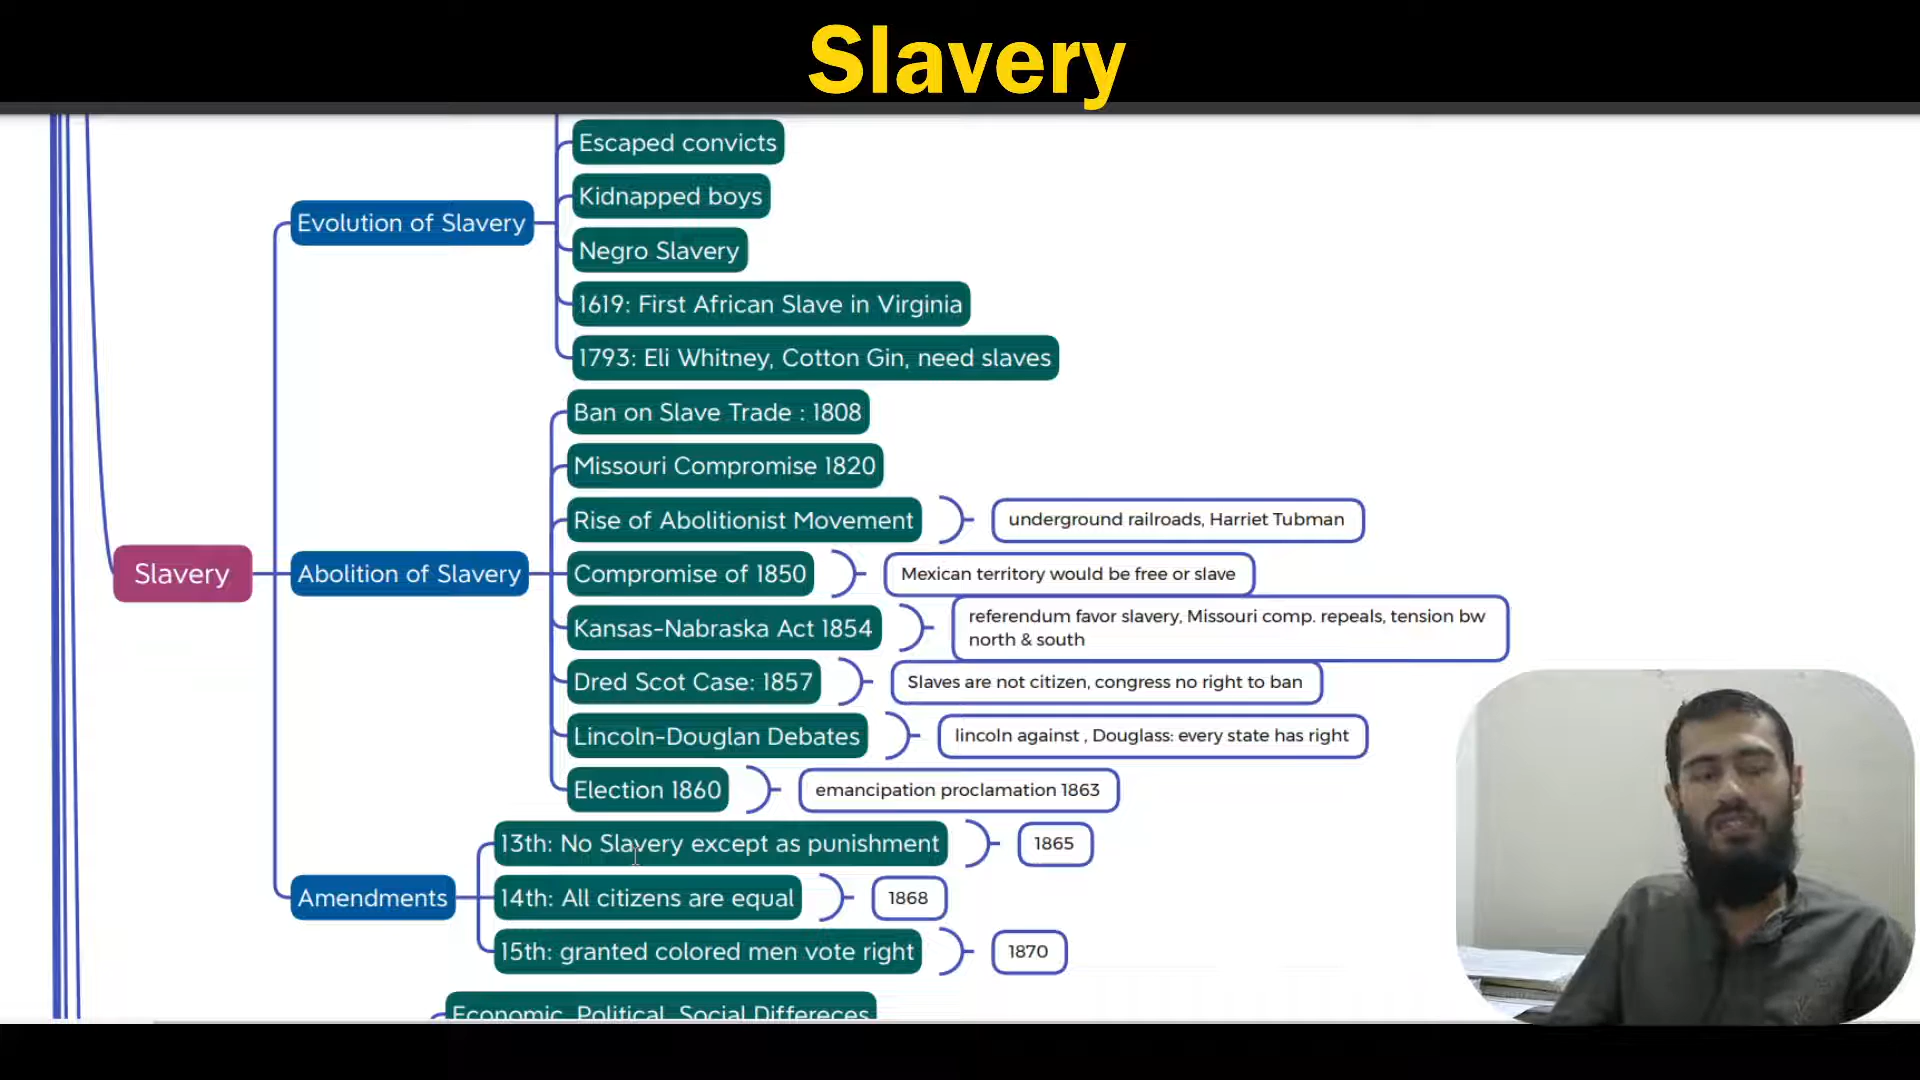 Slavery
Escaped convicts
Kidnapped boys
Evolution of Slavery
Negro Slavery
1619: First African Slave in Virginia
1793: Eli Whitney, Cotton Gin, need slaves
Ban on Slave Trade : 1808
Missouri Compromise 1820
Rise of Abolitionist Movement
underground railroads, Harriet Tubman
Slavery
Abolition of Slavery
Compromise of 1850
Mexican territory would be free or slave
Kansas-Nabraska Act 1854
referendum favor slavery, Missouri comp. repeals, tension bw
north & south
Dred Scot Case: 1857
Slaves are not citizen, congress no right to ban
Lincoln-Douglan Debates
lincoln against , Douglass: every state has right
Election 1860
emancipation proclamation 1863
13th: No Slavery except as punishment
1865
Amendments
14th: All citizens are equal
1868
15th: granted colored men vote right
1870
Economic, Political, Social Differeces